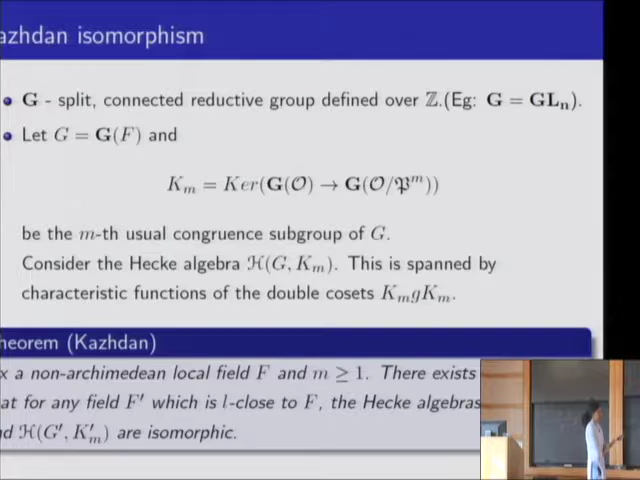 azhdan isomorphism
• G - split, connected reductive group defined over ℤ.(Eg: G = GLₙ).
• Let G = G(F) and
Kₘ = Ker(G(𝒪) → G(𝒪/𝔓ᵐ))
be the m-th usual congruence subgroup of G.
Consider the Hecke algebra ℋ(G, Kₘ). This is spanned by
characteristic functions of the double cosets KₘgKₘ.
heorem (Kazhdan)
x a non-archimedean local field F and m ≥ 1. There exists
at for any field F′ which is l-close to F, the Hecke algebras
d ℋ(G′, K′ₘ) are isomorphic.